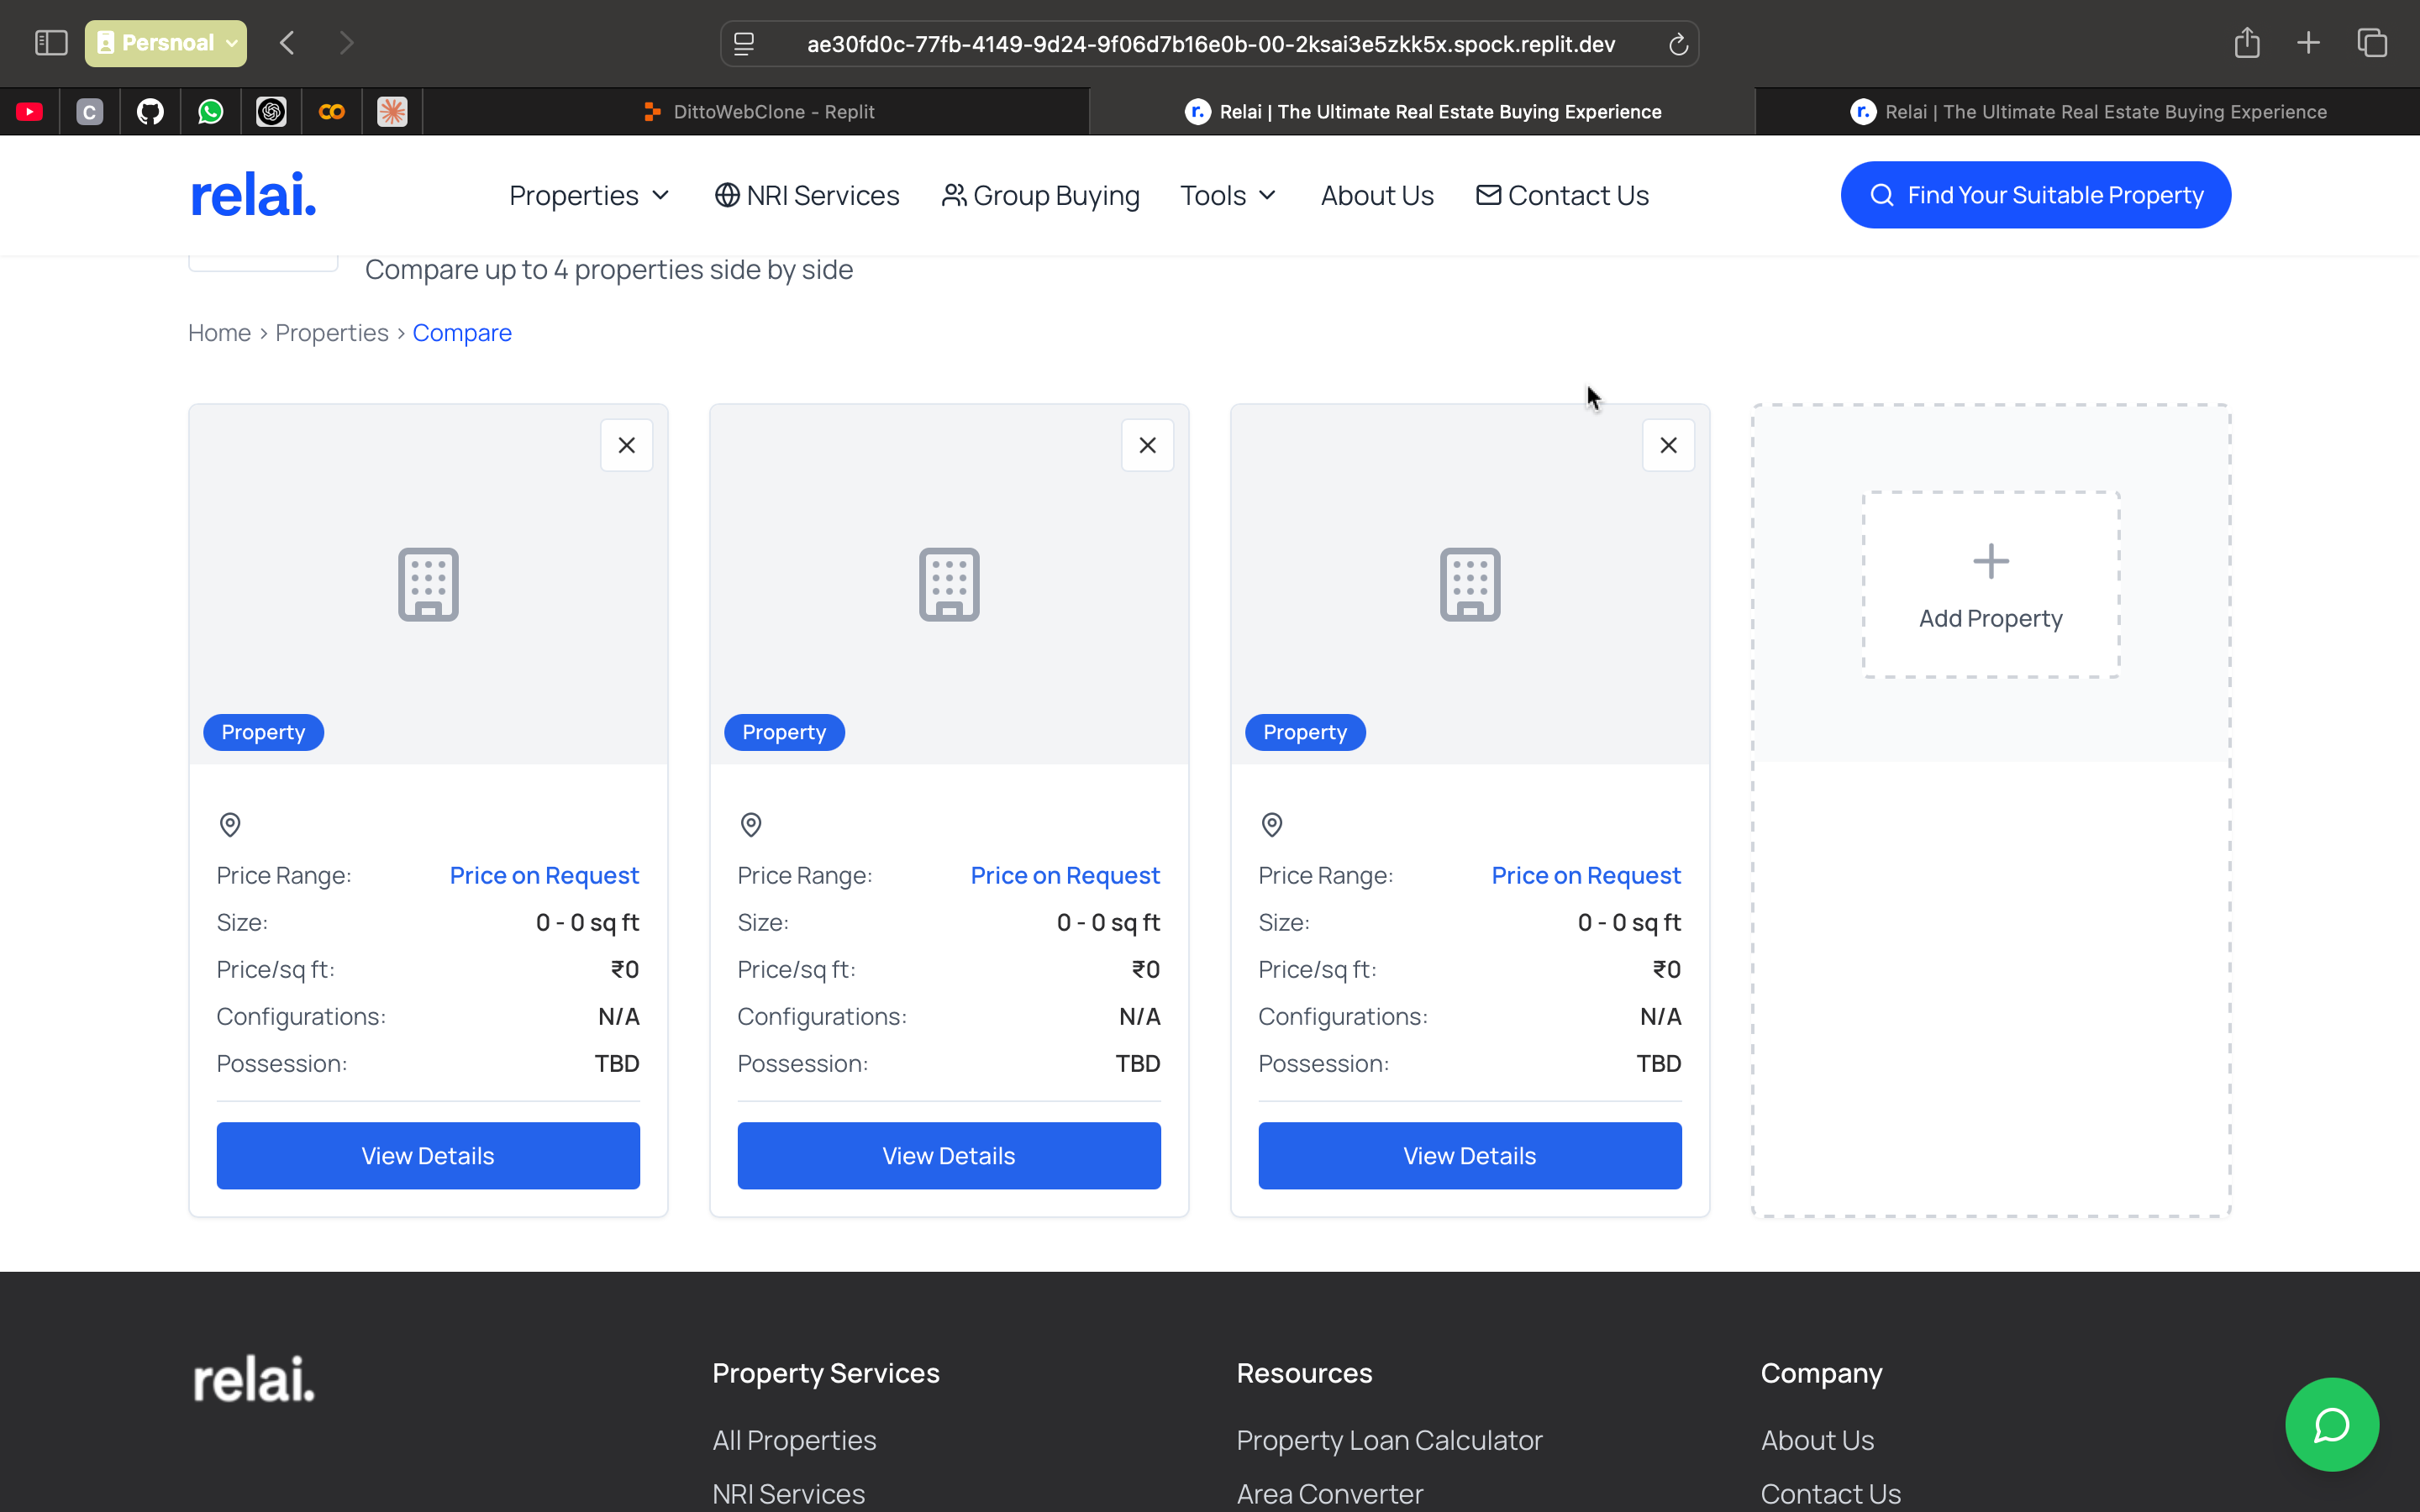 Persnoal
ae30fd0c-77fb-4149-9d24-9f06d7b16e0b-00-2ksai3e5zkk5x.spock.replit.dev
C
DittoWebClone - Replit
r.
Relai | The Ultimate Real Estate Buying Experience
r.
Relai | The Ultimate Real Estate Buying Experience
relai.
Properties
NRI Services
Group Buying
Tools
About Us
Contact Us
Find Your Suitable Property
Compare up to 4 properties side by side
Home > Properties > Compare
Property
Price Range: Price on Request
Size: 0 - 0 sq ft
Price/sq ft: ₹0
Configurations: N/A
Possession: TBD
View Details
Property
Price Range: Price on Request
Size: 0 - 0 sq ft
Price/sq ft: ₹0
Configurations: N/A
Possession: TBD
View Details
Property
Price Range: Price on Request
Size: 0 - 0 sq ft
Price/sq ft: ₹0
Configurations: N/A
Possession: TBD
View Details
Add Property
relai.
Property Services
All Properties
NRI Services
Resources
Property Loan Calculator
Area Converter
Company
About Us
Contact Us